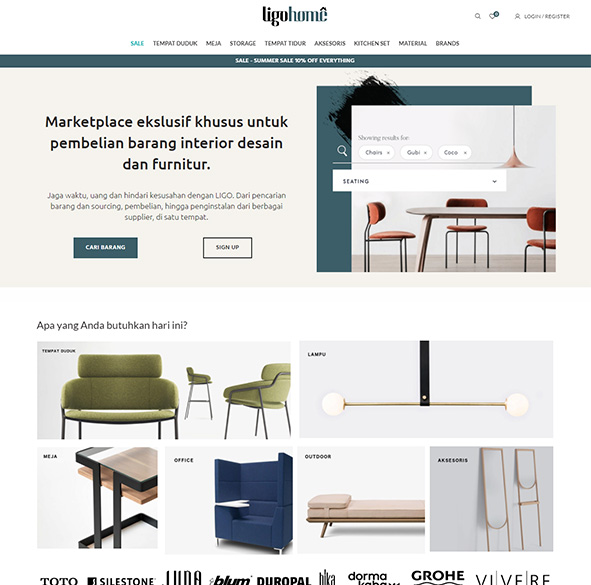 ligohomê
0
LOGIN / REGISTER
SALE TEMPAT DUDUK MEJA STORAGE TEMPAT TIDUR AKSESORIS KITCHEN SET MATERIAL BRANDS
SALE - SUMMER SALE 10% OFF EVERYTHING
Marketplace ekslusif khusus untuk
pembelian barang interior desain
dan furnitur.
Jaga waktu, uang dan hindari kesusahan dengan LIGO. Dari pencarian
barang dan sourcing, pembelian, hingga penginstalan dari berbagai
supplier, di satu tempat.
CARI BARANG SIGN UP
Showing results for:
Chairs × Gubi × Coco ×
SEATING
Apa yang Anda butuhkan hari ini?
TEMPAT DUDUK
LAMPU
MEJA
OFFICE
OUTDOOR
AKSESORIS
TOTO SILESTONE LUNA blum DUROPAL hika dorma kaba GROHE VIVERE